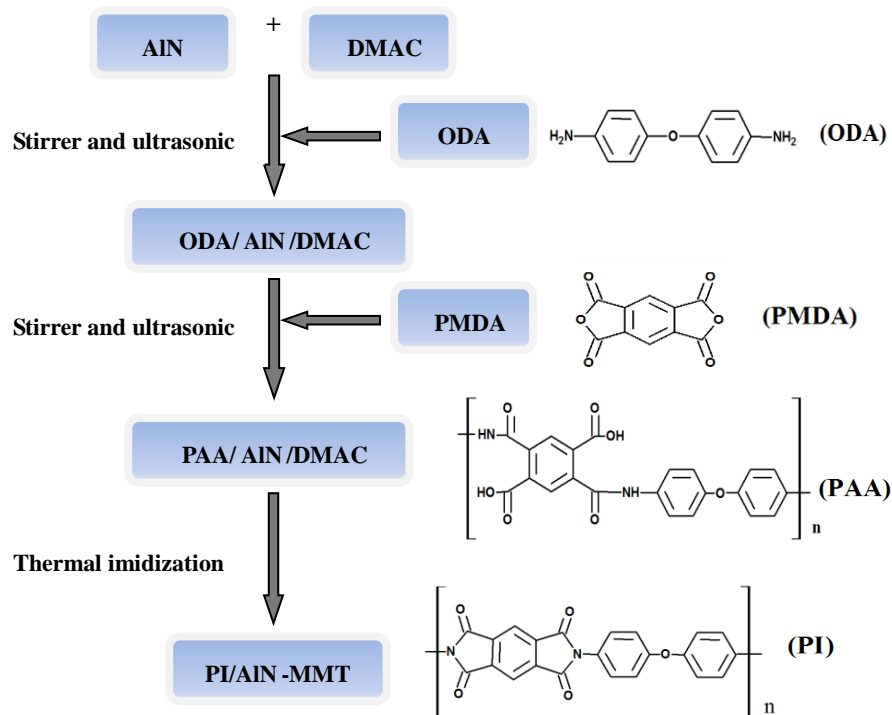 AlN
+
DMAC
Stirrer and ultrasonic
ODA
H₂N
O
NH₂
(ODA)
ODA/ AlN /DMAC
Stirrer and ultrasonic
PMDA
O
O
O
O
O
O
(PMDA)
PAA/ AlN /DMAC
O
O
HN
OH
HO
NH
O
O
O
n
(PAA)
Thermal imidization
PI/AlN -MMT
O
O
N
N
O
O
O
n
(PI)